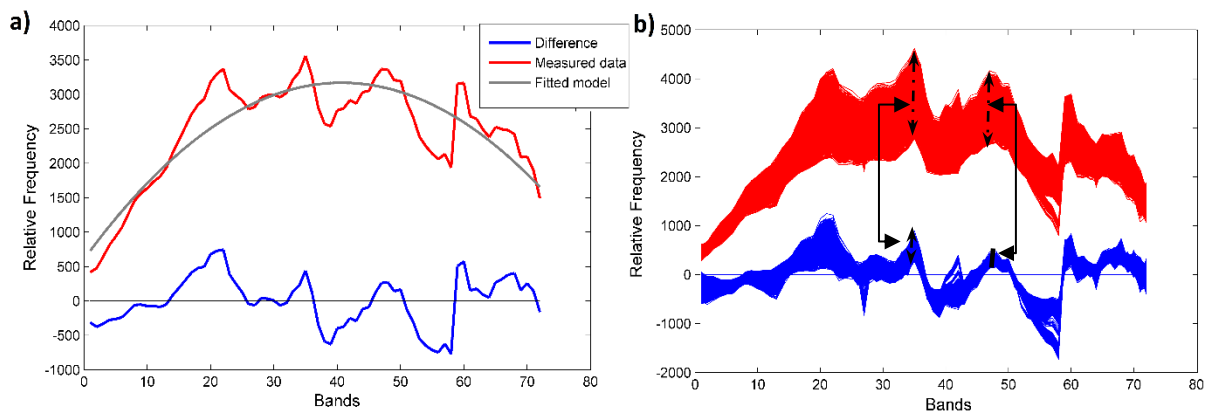 a)
4000
3500
3000
2500
2000
1500
1000
500
0
-500
-1000
Relative Frequency
Difference
Measured data
Fitted model
0 10 20 30 40 50 60 70 80
Bands
b)
5000
4000
3000
2000
1000
0
-1000
-2000
Relative Frequency
0 10 20 30 40 50 60 70 80
Bands